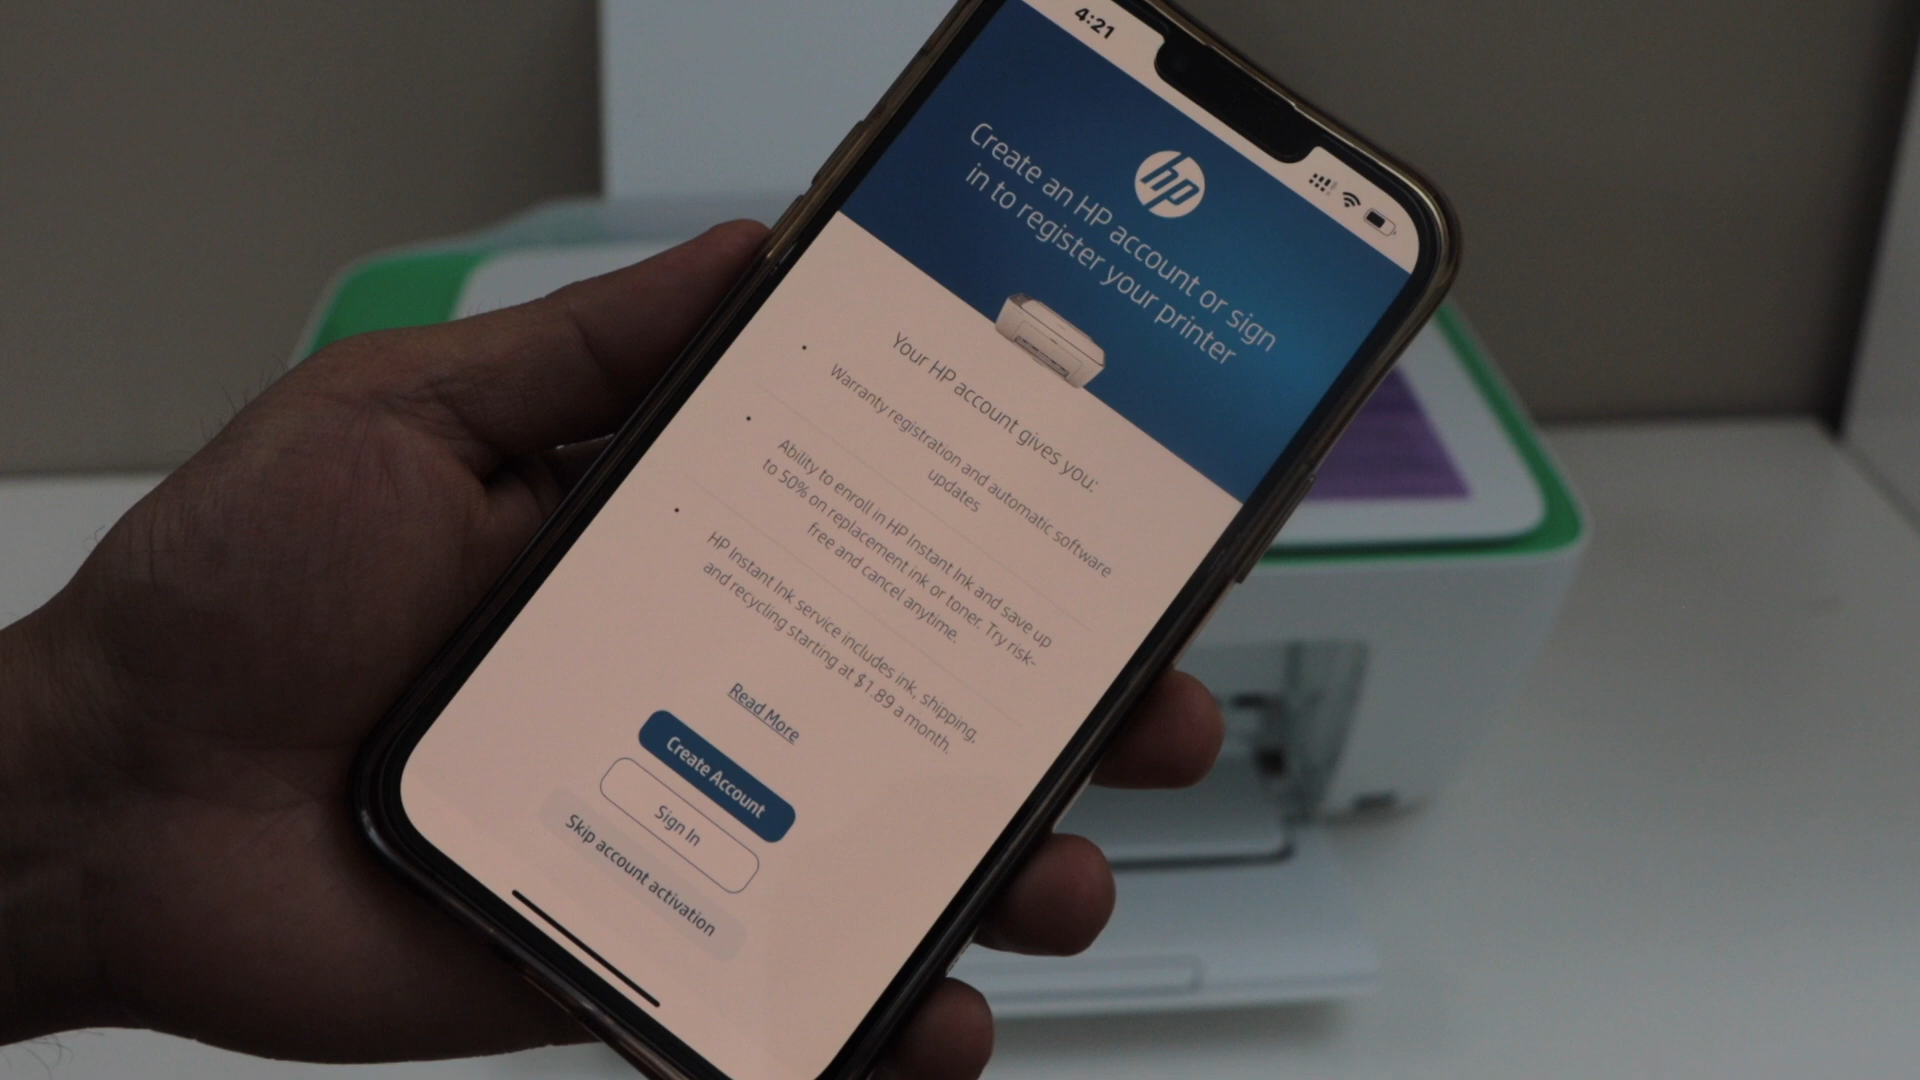 4:21
hp
Create an HP account or sign
in to register your printer
Your HP account gives you:
• Warranty registration and automatic software
updates
• Ability to enroll in HP Instant Ink and save up
to 50% on replacement ink or toner. Try risk-
free and cancel anytime.
• HP Instant Ink service includes ink, shipping,
and recycling starting at $1.89 a month.
Read More
Create Account
Sign In
Skip account activation